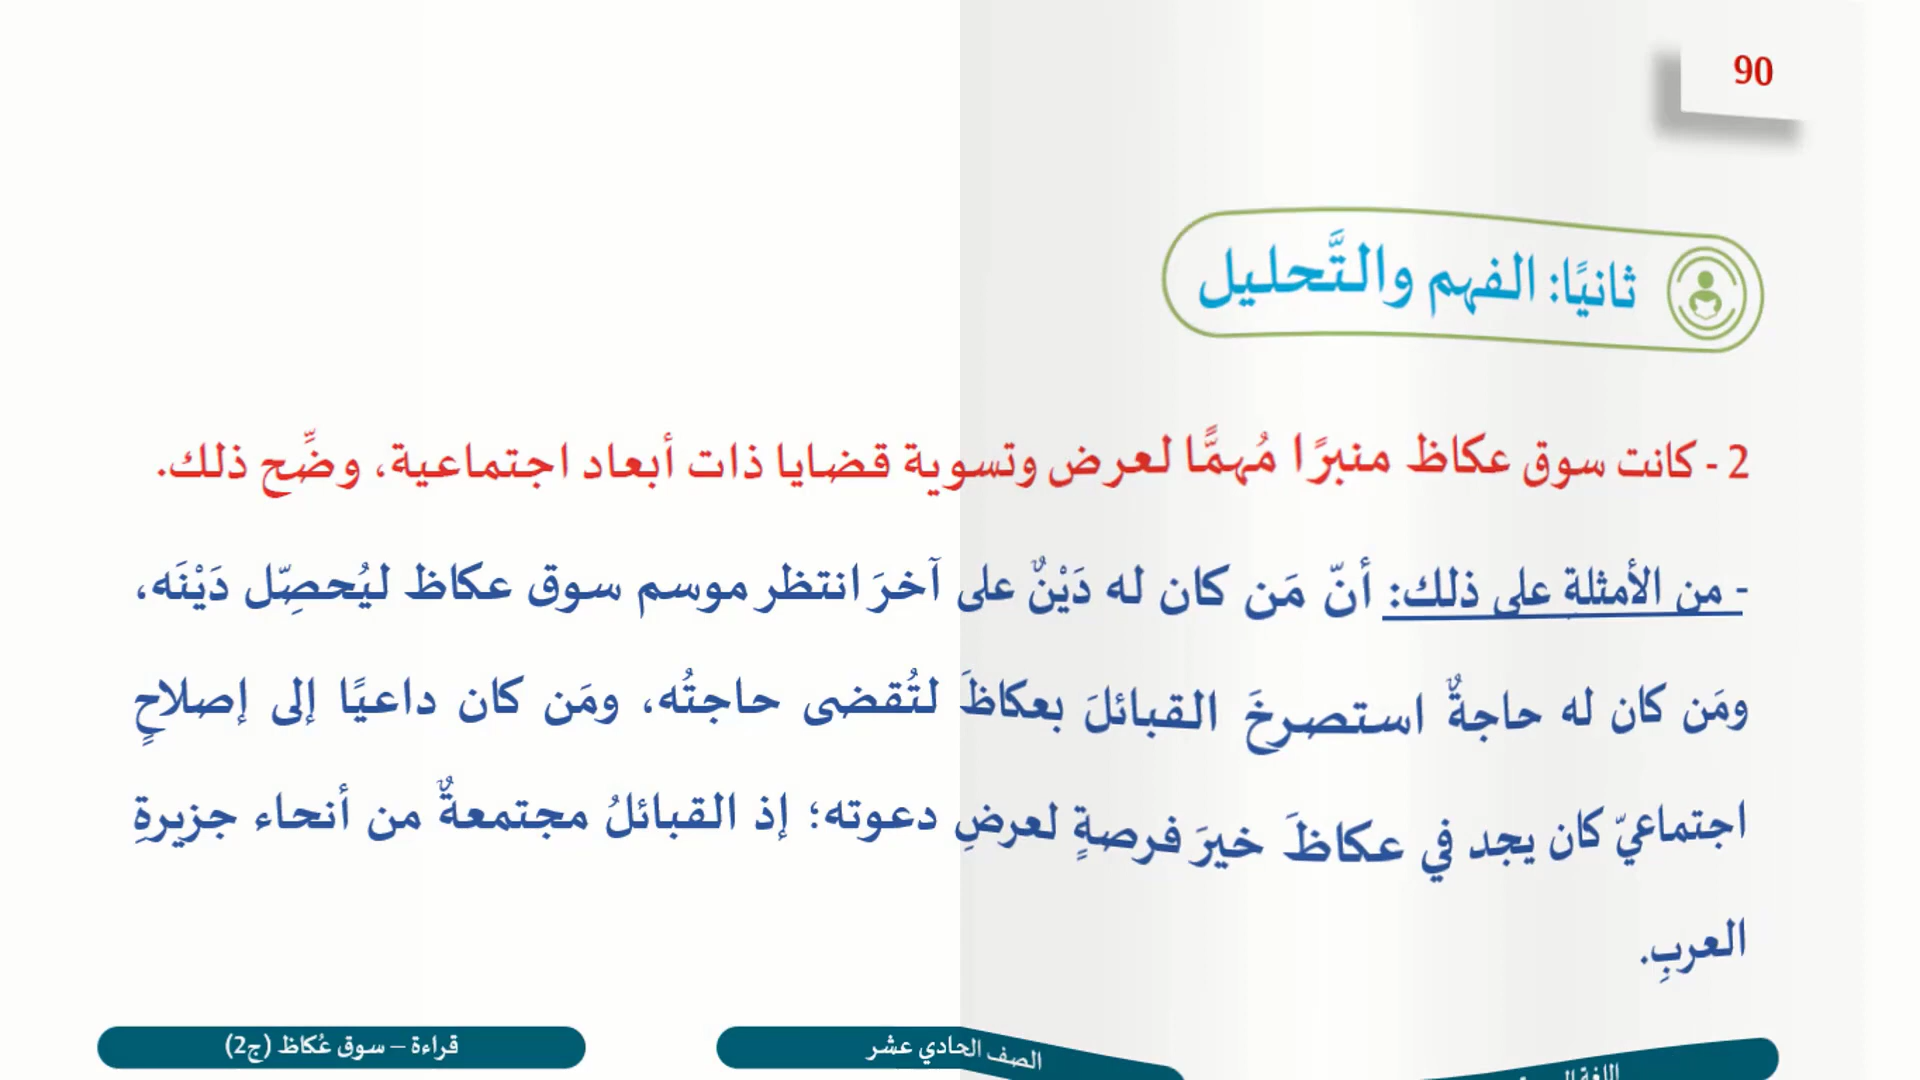 90
ثانيًا: الفهم والتَّحليل
2 - كانت سوق عكاظ منبرًا مُهمًّا لعرض وتسوية قضايا ذات أبعاد اجتماعية، وضِّح ذلك.
- من الأمثلةِ على ذلك: أنّ مَن كان له دَيْنٌ على آخرَ انتظر موسم سوق عكاظ ليُحصِّل دَيْنَه،
ومَن كان له حاجةٌ استصرخَ القبائلَ بعكاظَ لتُقضى حاجتُه، ومَن كان داعيًا إلى إصلاحٍ
اجتماعيّ كان يجد في عكاظَ خيرَ فرصةٍ لعرضِ دعوته؛ إذ القبائلُ مجتمعةٌ من أنحاء جزيرةِ
العربِ.
اللغة
الصف الحادي عشر
قراءة – سوق عُكاظ (ج2)